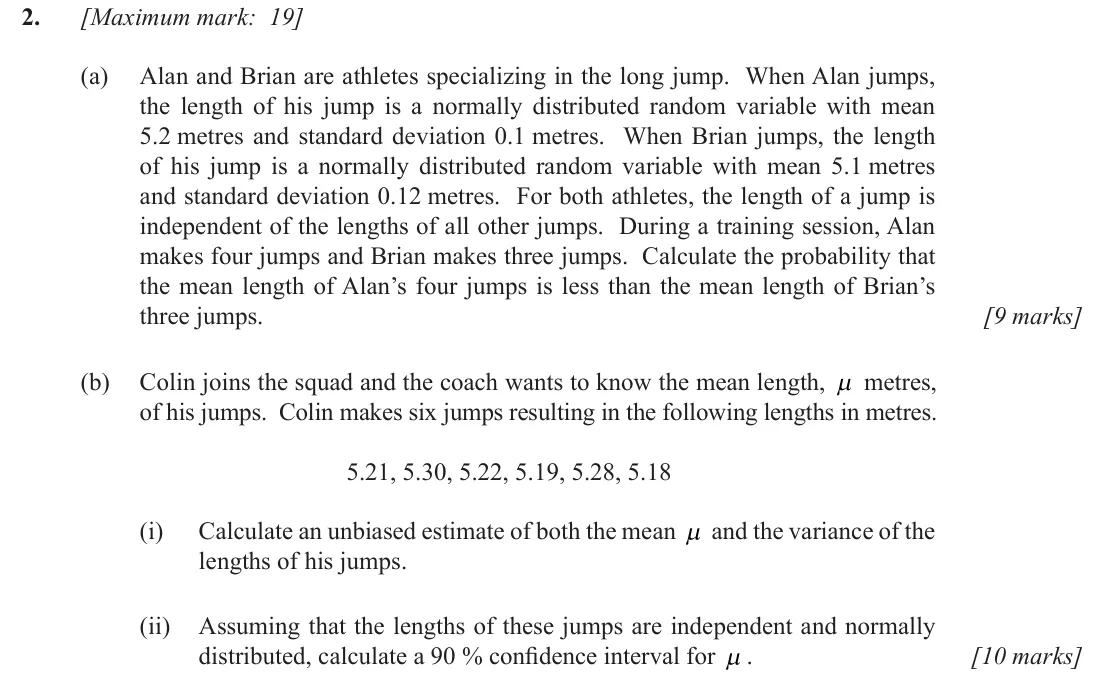 2. [Maximum mark: 19]
(a) Alan and Brian are athletes specializing in the long jump. When Alan jumps,
the length of his jump is a normally distributed random variable with mean
5.2 metres and standard deviation 0.1 metres. When Brian jumps, the length
of his jump is a normally distributed random variable with mean 5.1 metres
and standard deviation 0.12 metres. For both athletes, the length of a jump is
independent of the lengths of all other jumps. During a training session, Alan
makes four jumps and Brian makes three jumps. Calculate the probability that
the mean length of Alan’s four jumps is less than the mean length of Brian’s
three jumps. [9 marks]
(b) Colin joins the squad and the coach wants to know the mean length, μ metres,
of his jumps. Colin makes six jumps resulting in the following lengths in metres.
5.21, 5.30, 5.22, 5.19, 5.28, 5.18
(i) Calculate an unbiased estimate of both the mean μ and the variance of the
lengths of his jumps.
(ii) Assuming that the lengths of these jumps are independent and normally
distributed, calculate a 90 % confidence interval for μ . [10 marks]